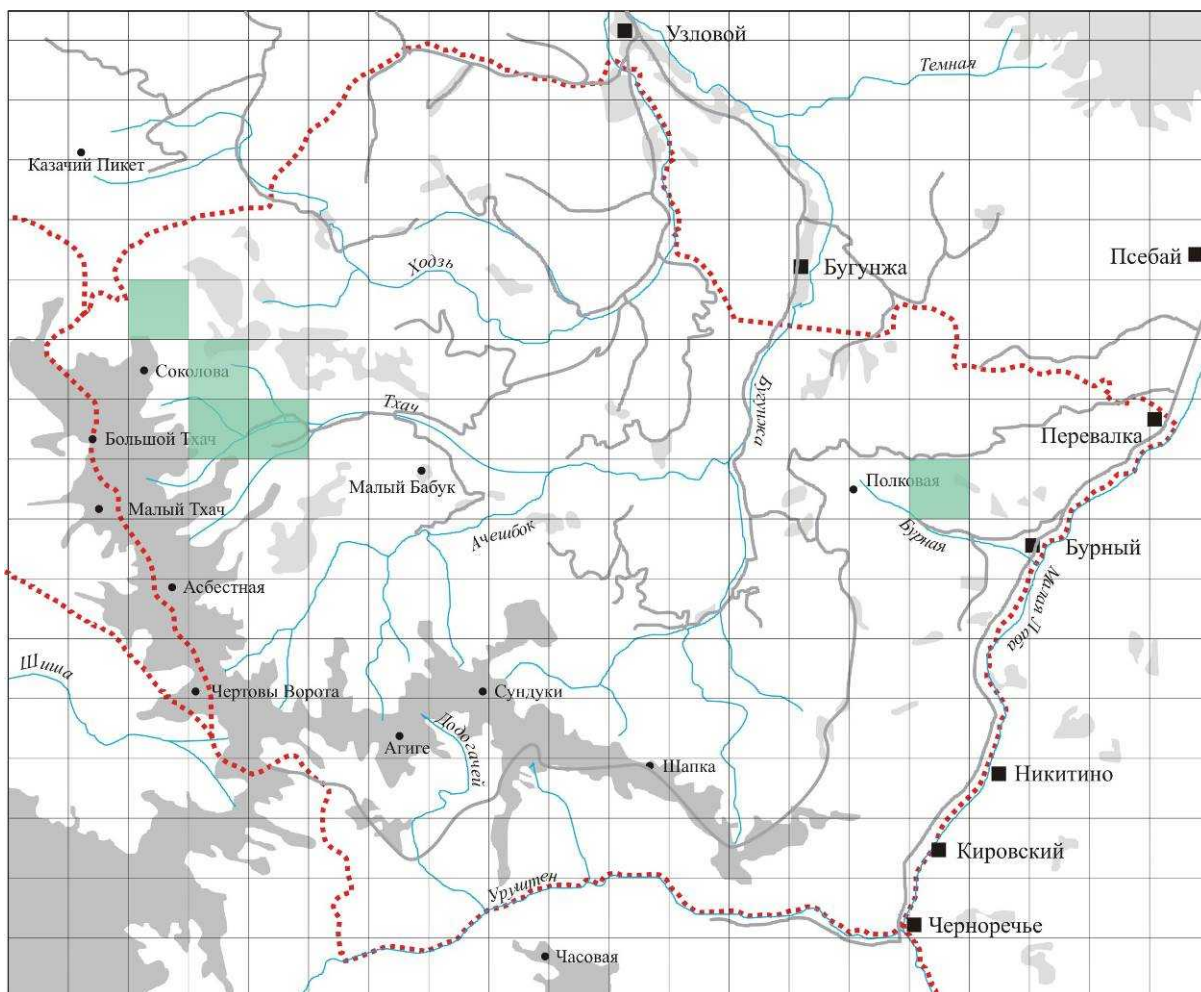 Узловой
Темная
Казачий Пикет
Псебай
Ходзь
Бугунжа
Соколова
Тхач
Бугунжа
Перевалка
Большой Тхач
Малый Бабук
Полковая
Малый Тхач
Ачешбок
Бурная
Бурный
Асбестная
Малая Лаба
Шиша
Чертовы Ворота
Сундуки
Додогачей
Агиге
Шапка
Никитино
Кировский
Уруштен
Черноречье
Часовая